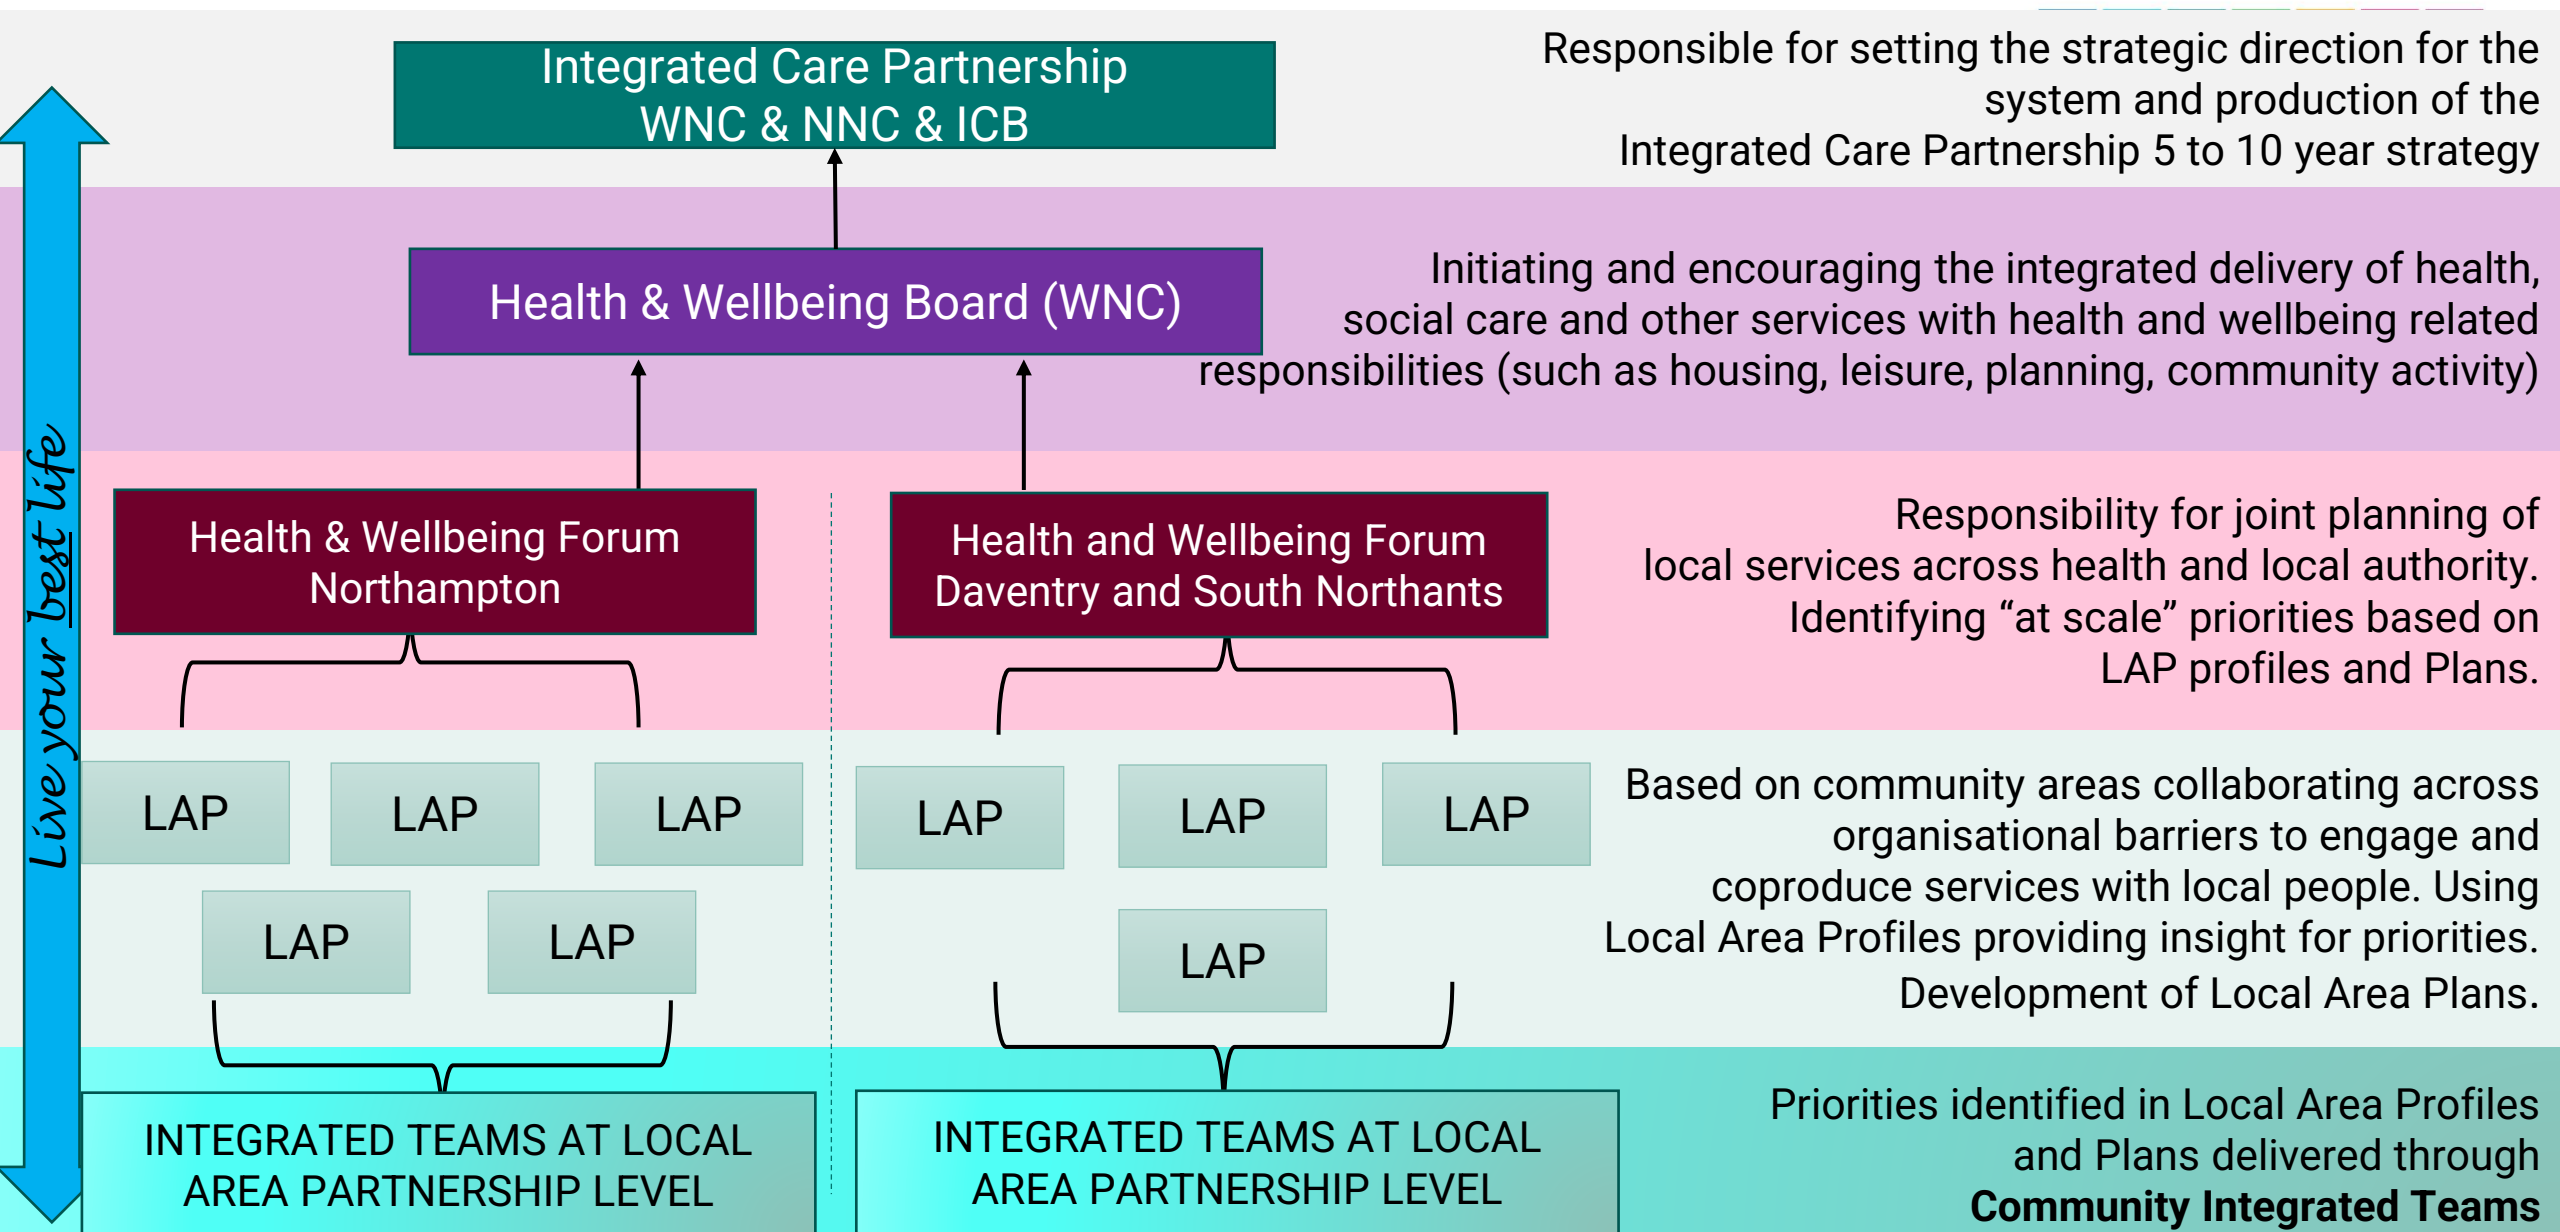 Integrated Care Partnership
WNC & NNC & ICB
Responsible for setting the strategic direction for the
system and production of the
Integrated Care Partnership 5 to 10 year strategy
Health & Wellbeing Board (WNC)
Initiating and encouraging the integrated delivery of health,
social care and other services with health and wellbeing related
responsibilities (such as housing, leisure, planning, community activity)
Live your best life
Health & Wellbeing Forum
Northampton
Health and Wellbeing Forum
Daventry and South Northants
Responsibility for joint planning of
local services across health and local authority.
Identifying “at scale” priorities based on
LAP profiles and Plans.
LAP
LAP
LAP
LAP
LAP
LAP
LAP
LAP
LAP
Based on community areas collaborating across
organisational barriers to engage and
coproduce services with local people. Using
Local Area Profiles providing insight for priorities.
Development of Local Area Plans.
INTEGRATED TEAMS AT LOCAL
AREA PARTNERSHIP LEVEL
INTEGRATED TEAMS AT LOCAL
AREA PARTNERSHIP LEVEL
Priorities identified in Local Area Profiles
and Plans delivered through
Community Integrated Teams